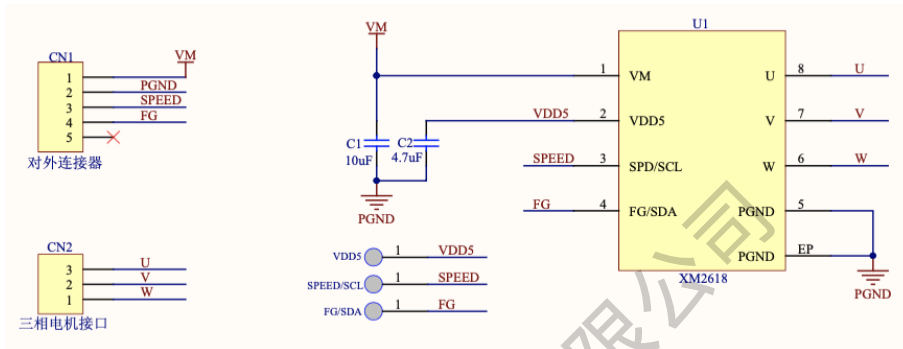 CN1
1
2
3
4
5
VM
PGND
SPEED
FG
对外连接器
CN2
3
2
1
U
V
W
三相电机接口
VM
C1
10uF
C2
4.7uF
PGND
VDD5
SPEED
FG
U1
1
VM
2
VDD5
3
SPD/SCL
4
FG/SDA
U
8
U
V
7
V
W
6
W
PGND
5
PGND
EP
XM2618
PGND
VDD5
1
VDD5
SPEED/SCL
1
SPEED
FG/SDA
1
FG
限公司